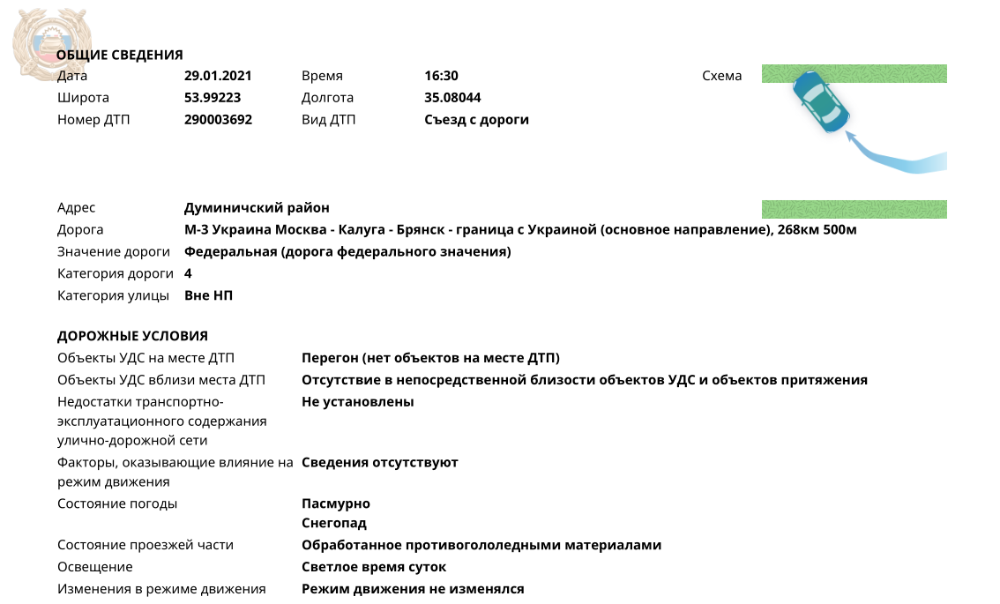 ОБЩИЕ СВЕДЕНИЯ
Дата 29.01.2021 Время 16:30 Схема
Широта 53.99223 Долгота 35.08044
Номер ДТП 290003692 Вид ДТП Съезд с дороги
Адрес Думиничский район
Дорога М-3 Украина Москва - Калуга - Брянск - граница с Украиной (основное направление), 268км 500м
Значение дороги Федеральная (дорога федерального значения)
Категория дороги 4
Категория улицы Вне НП
ДОРОЖНЫЕ УСЛОВИЯ
Объекты УДС на месте ДТП Перегон (нет объектов на месте ДТП)
Объекты УДС вблизи места ДТП Отсутствие в непосредственной близости объектов УДС и объектов притяжения
Недостатки транспортно- Не установлены
эксплуатационного содержания
улично-дорожной сети
Факторы, оказывающие влияние на Сведения отсутствуют
режим движения
Состояние погоды Пасмурно
Снегопад
Состояние проезжей части Обработанное противогололедными материалами
Освещение Светлое время суток
Изменения в режиме движения Режим движения не изменялся